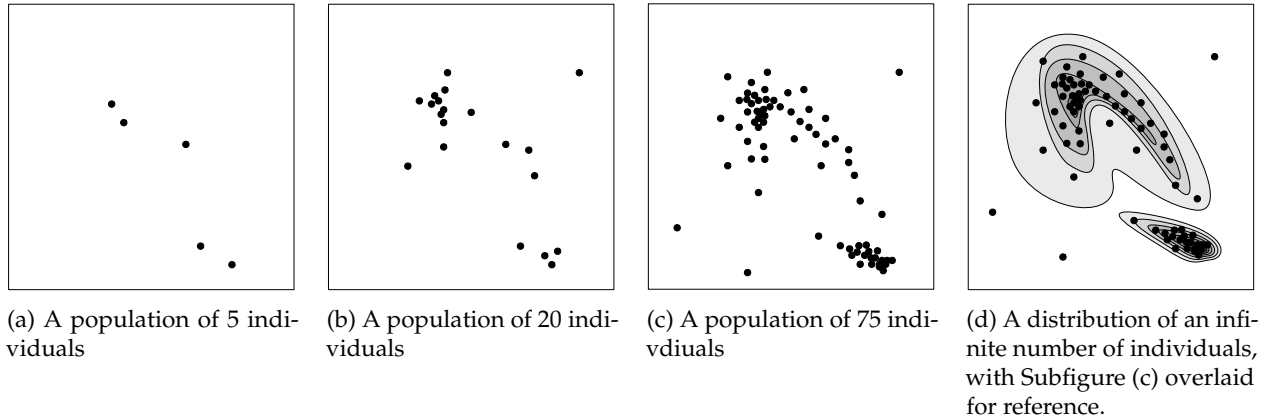 (a) A population of 5 indi-
viduals
(b) A population of 20 indi-
viduals
(c) A population of 75 indi-
vdiuals
(d) A distribution of an infi-
nite number of individuals,
with Subfigure (c) overlaid
for reference.